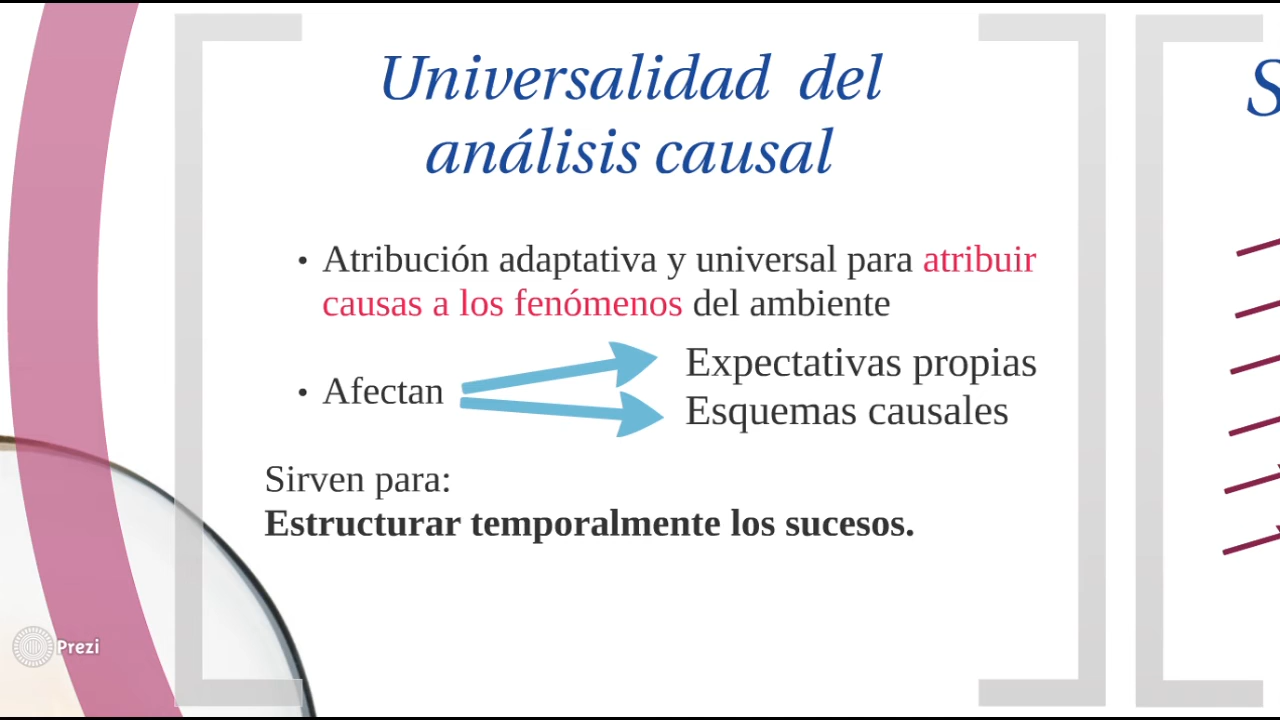 Universalidad del
análisis causal
• Atribución adaptativa y universal para atribuir
causas a los fenómenos del ambiente
• Afectan
Expectativas propias
Esquemas causales
Sirven para:
Estructurar temporalmente los sucesos.
S
Prezi